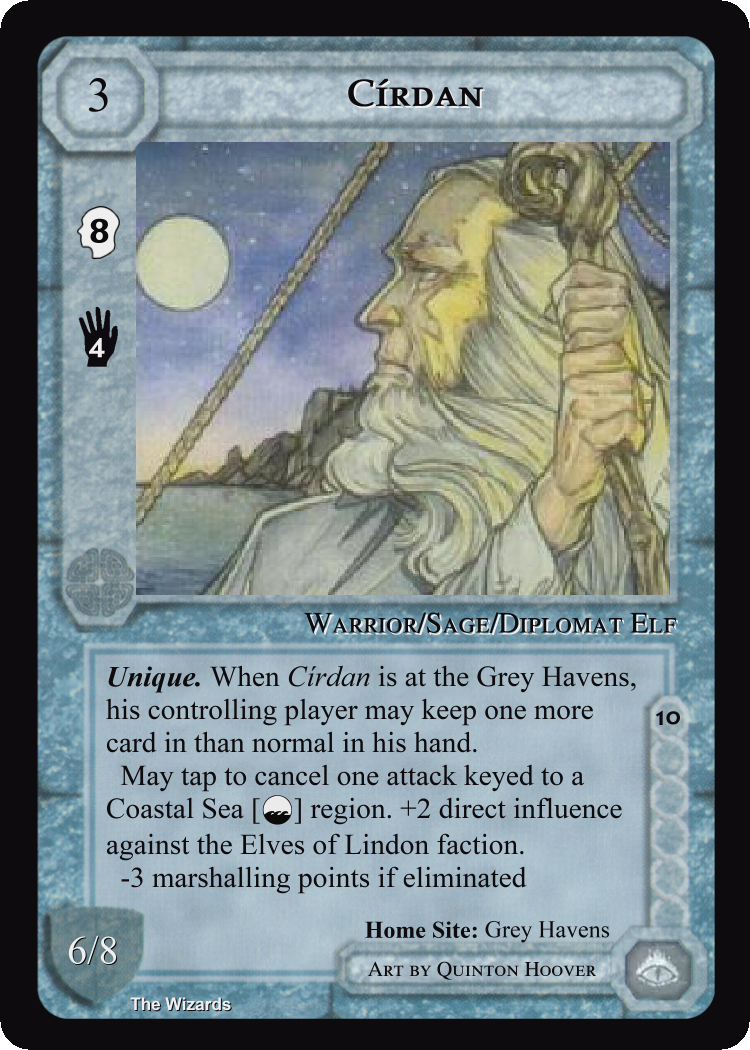 3
Círdan
8
4
Warrior/Sage/Diplomat Elf
Unique. When Círdan is at the Grey Havens,
his controlling player may keep one more
card in than normal in his hand.
May tap to cancel one attack keyed to a
Coastal Sea [ ] region. +2 direct influence
against the Elves of Lindon faction.
-3 marshalling points if eliminated
10
Home Site: Grey Havens
6/8
Art by Quinton Hoover
The Wizards